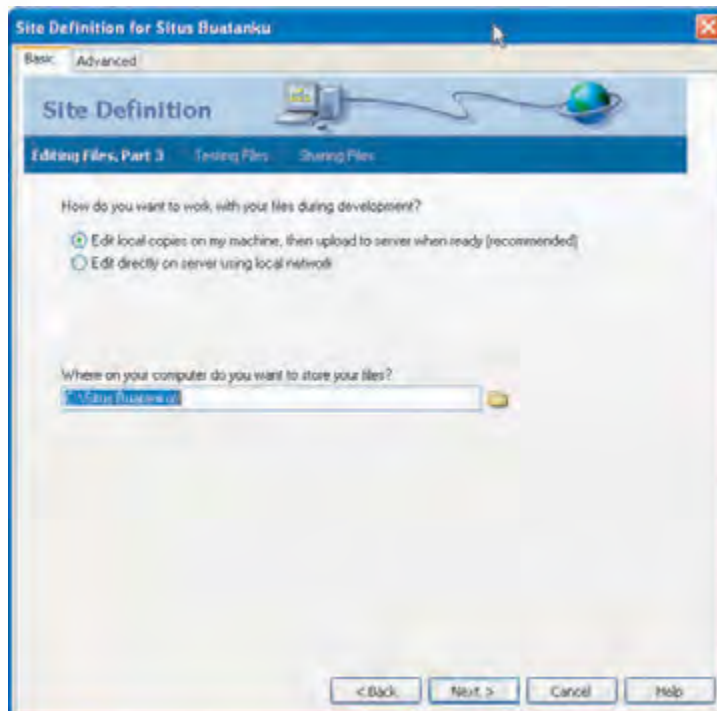 Site Definition for Situs Buatanku
Basic Advanced
Site Definition
Editing Files, Part 3 Testing Files Sharing Files
How do you want to work with your files during development?
Edit local copies on my machine, then upload to server when ready (recommended)
Edit directly on server using local network
Where on your computer do you want to store your files?
C:\Situs Buatanku\
< Back Next > Cancel Help